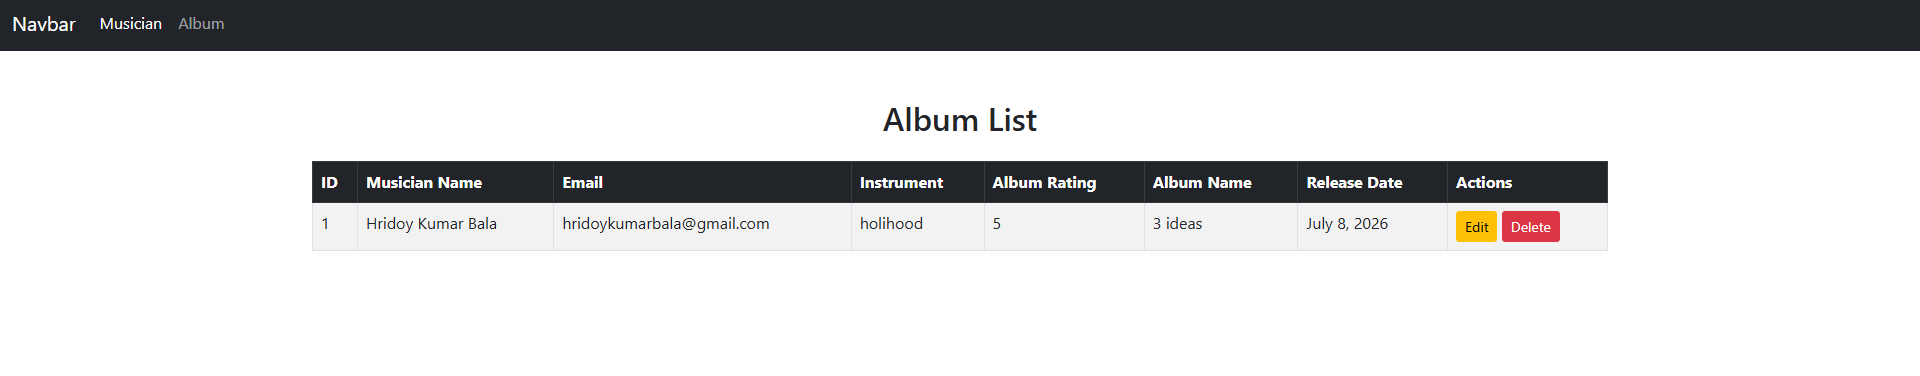 Navbar Musician Album
Album List
ID Musician Name Email Instrument Album Rating Album Name Release Date Actions
1 Hridoy Kumar Bala hridoykumarbala@gmail.com holihood 5 3 ideas July 8, 2026 Edit Delete